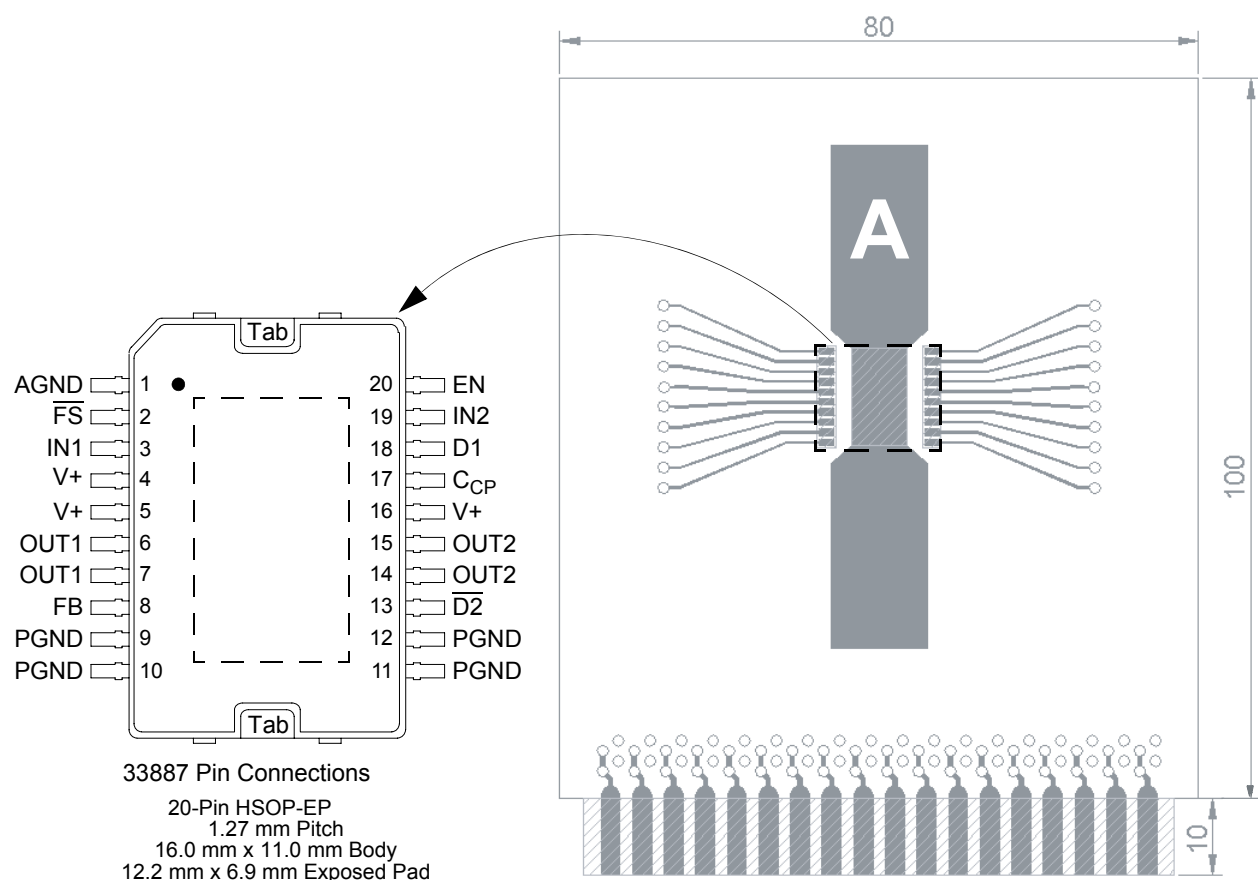 80
A
100
10
Tab
AGND 1 20 EN
FS 2 19 IN2
IN1 3 18 D1
V+ 4 17 CCP
V+ 5 16 V+
OUT1 6 15 OUT2
OUT1 7 14 OUT2
FB 8 13 D2
PGND 9 12 PGND
PGND 10 11 PGND
Tab
33887 Pin Connections
20-Pin HSOP-EP
1.27 mm Pitch
16.0 mm x 11.0 mm Body
12.2 mm x 6.9 mm Exposed Pad